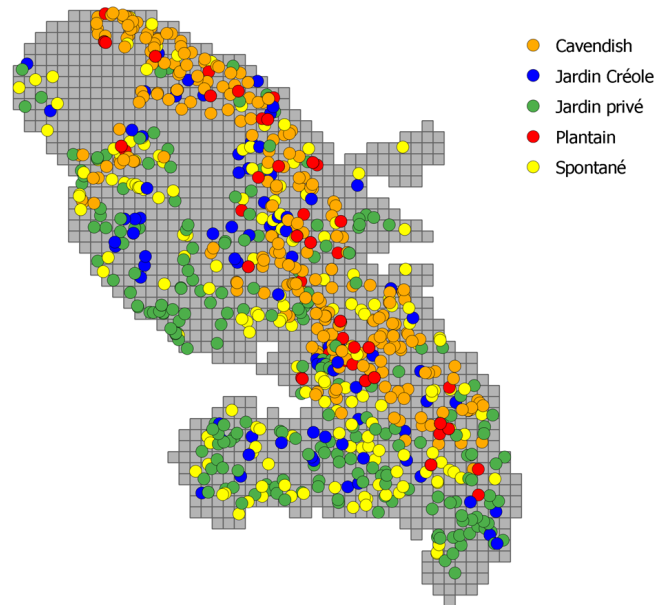 Cavendish
Jardin Créole
Jardin privé
Plantain
Spontané